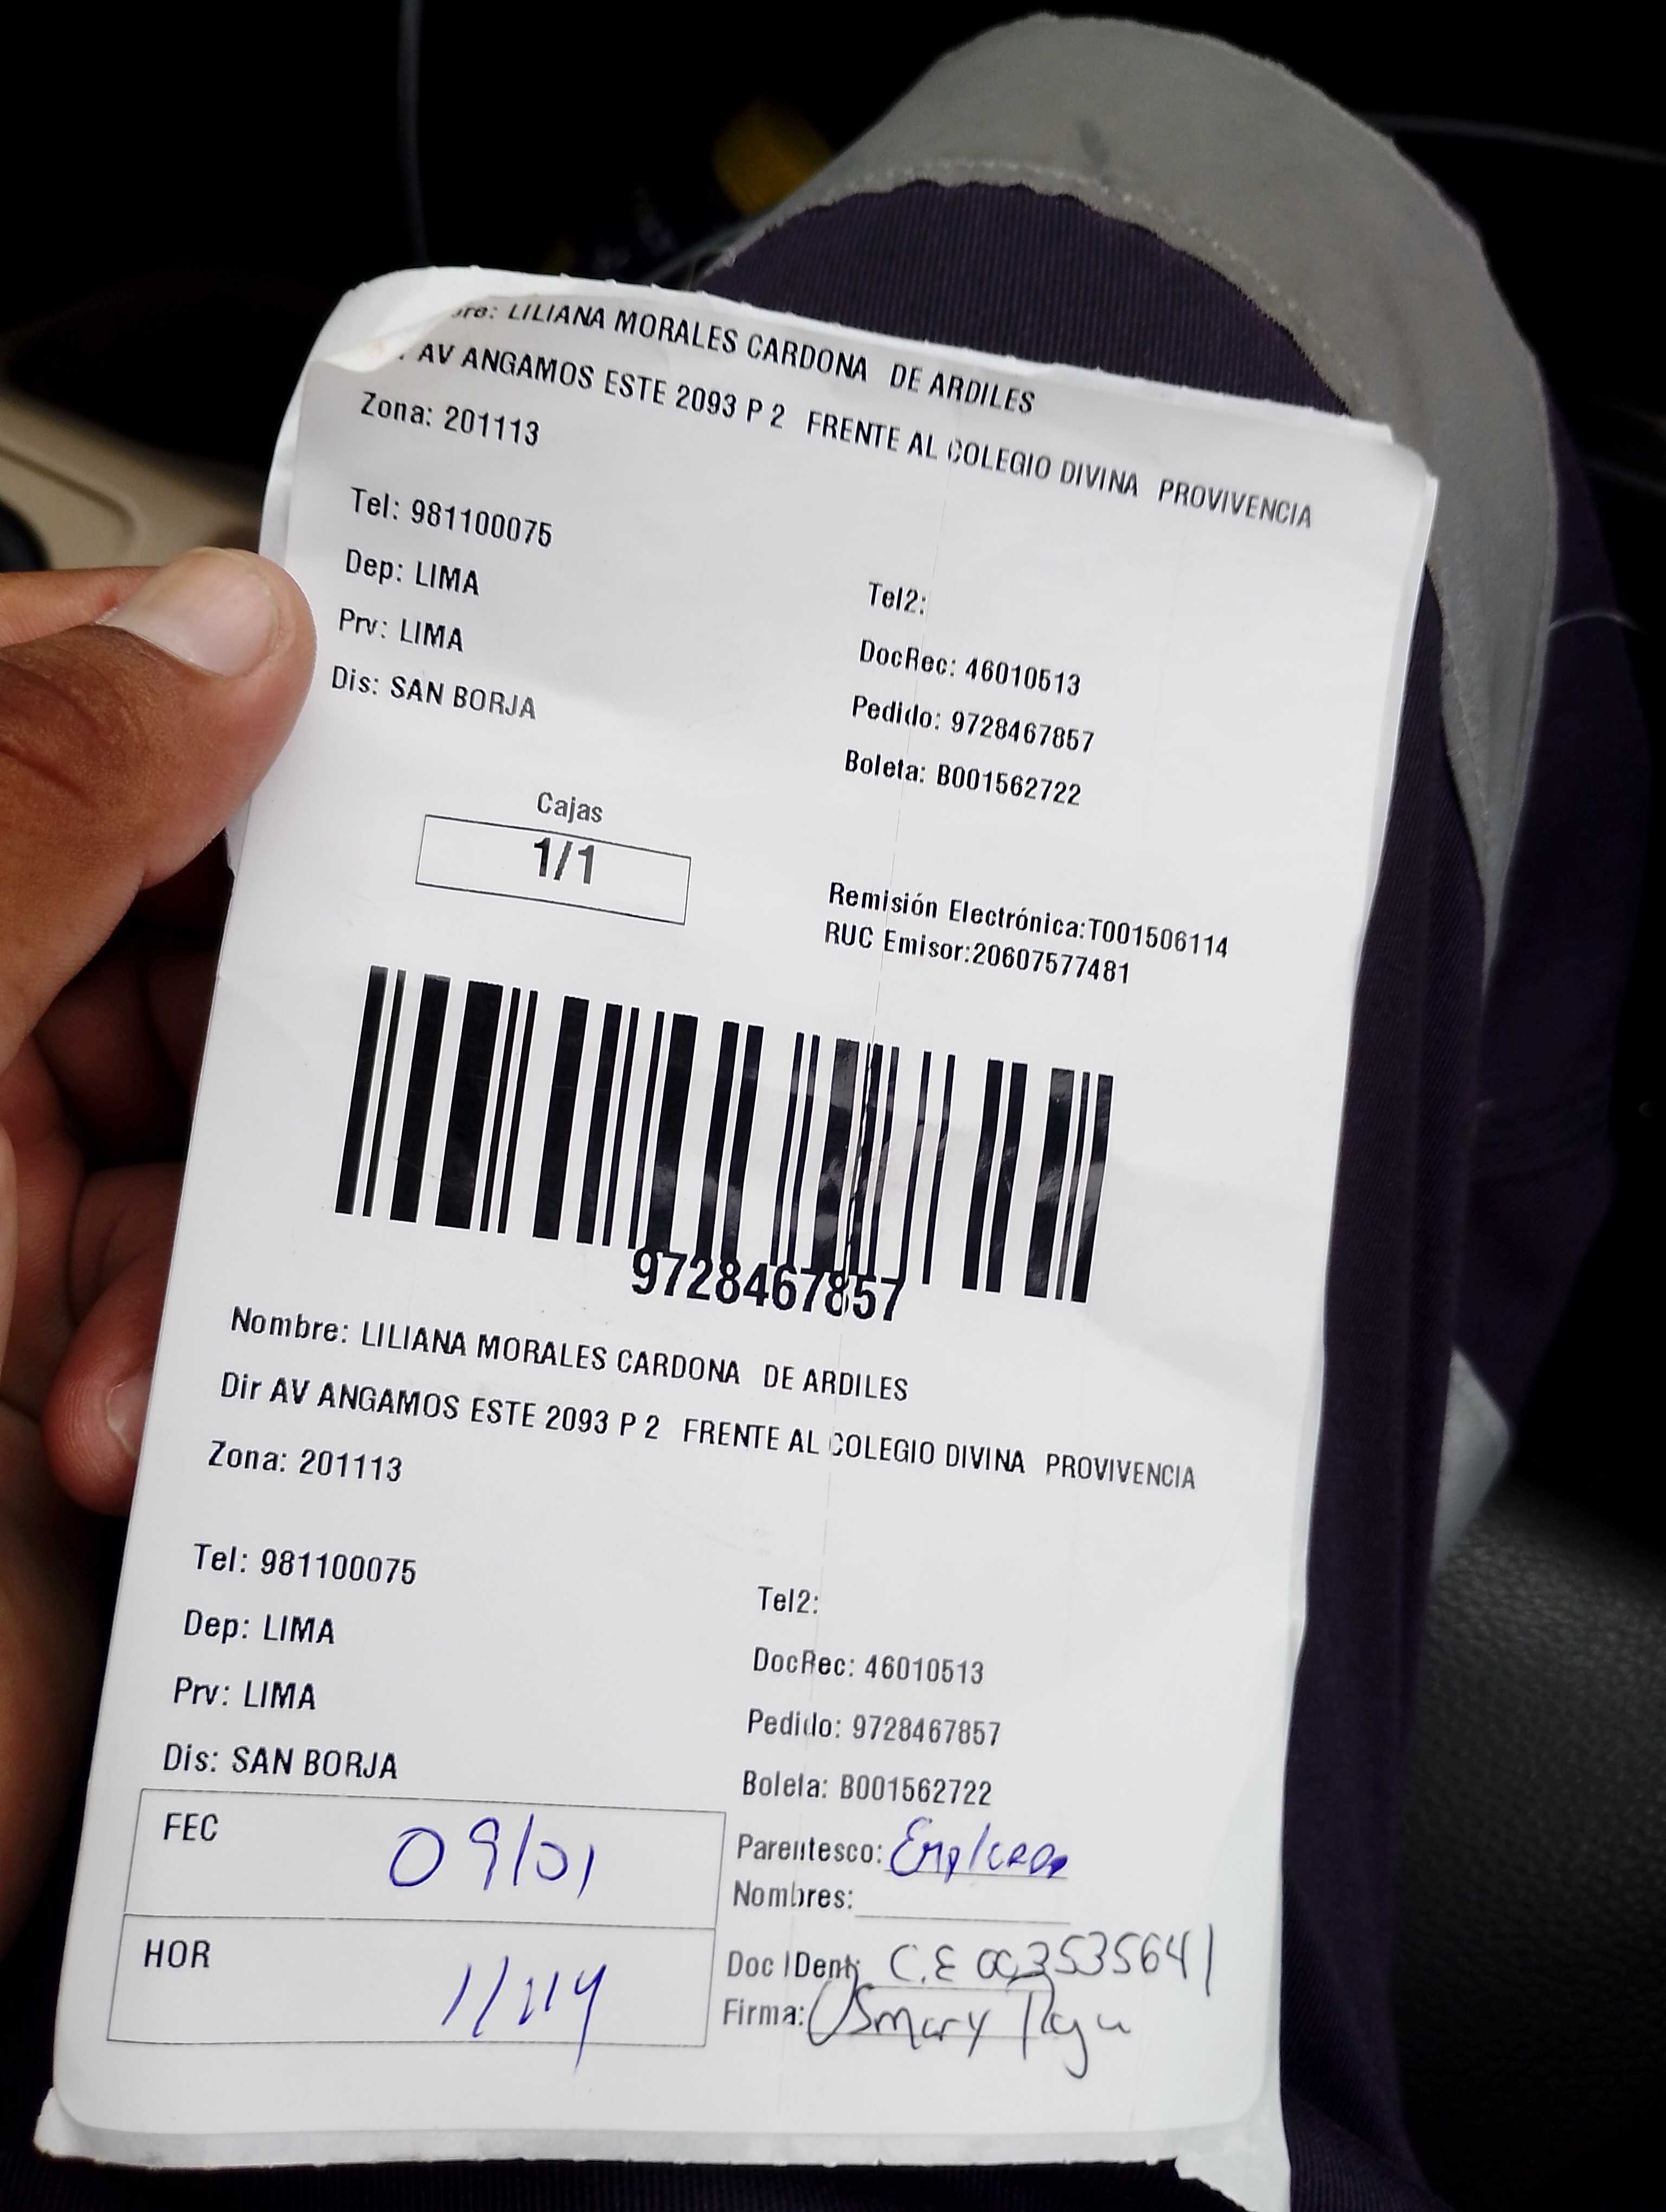 LILIANA MORALES CARDONA DE ARDILES
AV ANGAMOS ESTE 2093 P 2 FRENTE AL COLEGIO DIVINA PROVIVENCIA
Zona: 201113
Tel: 981100075
Tel2:
Dep: LIMA
DocRec: 46010513
Prv: LIMA
Pedido: 9728467857
Dis: SAN BORJA
Boleta: B001562722
Cajas
1/1
Remisión Electrónica:T001506114
RUC Emisor:20607577481
9728467857
Nombre: LILIANA MORALES CARDONA DE ARDILES
Dir AV ANGAMOS ESTE 2093 P 2 FRENTE AL COLEGIO DIVINA PROVIVENCIA
Zona: 201113
Tel: 981100075
Tel2:
Dep: LIMA
DocRec: 46010513
Prv: LIMA
Pedido: 9728467857
Dis: SAN BORJA
Boleta: B001562722
FEC 09/01
Parentesco:
Nombres:
HOR
Doc IDent: C.E
Firma: Osmary